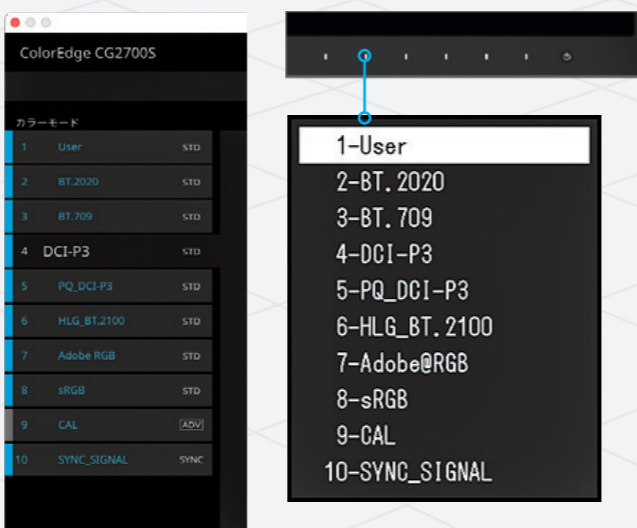 ColorEdge CG2700S
カラーモード
1 User STD
2 BT.2020 STD
3 BT.709 STD
4 DCI-P3 STD
5 PQ_DCI-P3 STD
6 HLG_BT.2100 STD
7 Adobe RGB STD
8 sRGB STD
9 CAL ADV
10 SYNC_SIGNAL SYNC
1-User
2-BT.2020
3-BT.709
4-DCI-P3
5-PQ_DCI-P3
6-HLG_BT.2100
7-Adobe@RGB
8-sRGB
9-CAL
10-SYNC_SIGNAL